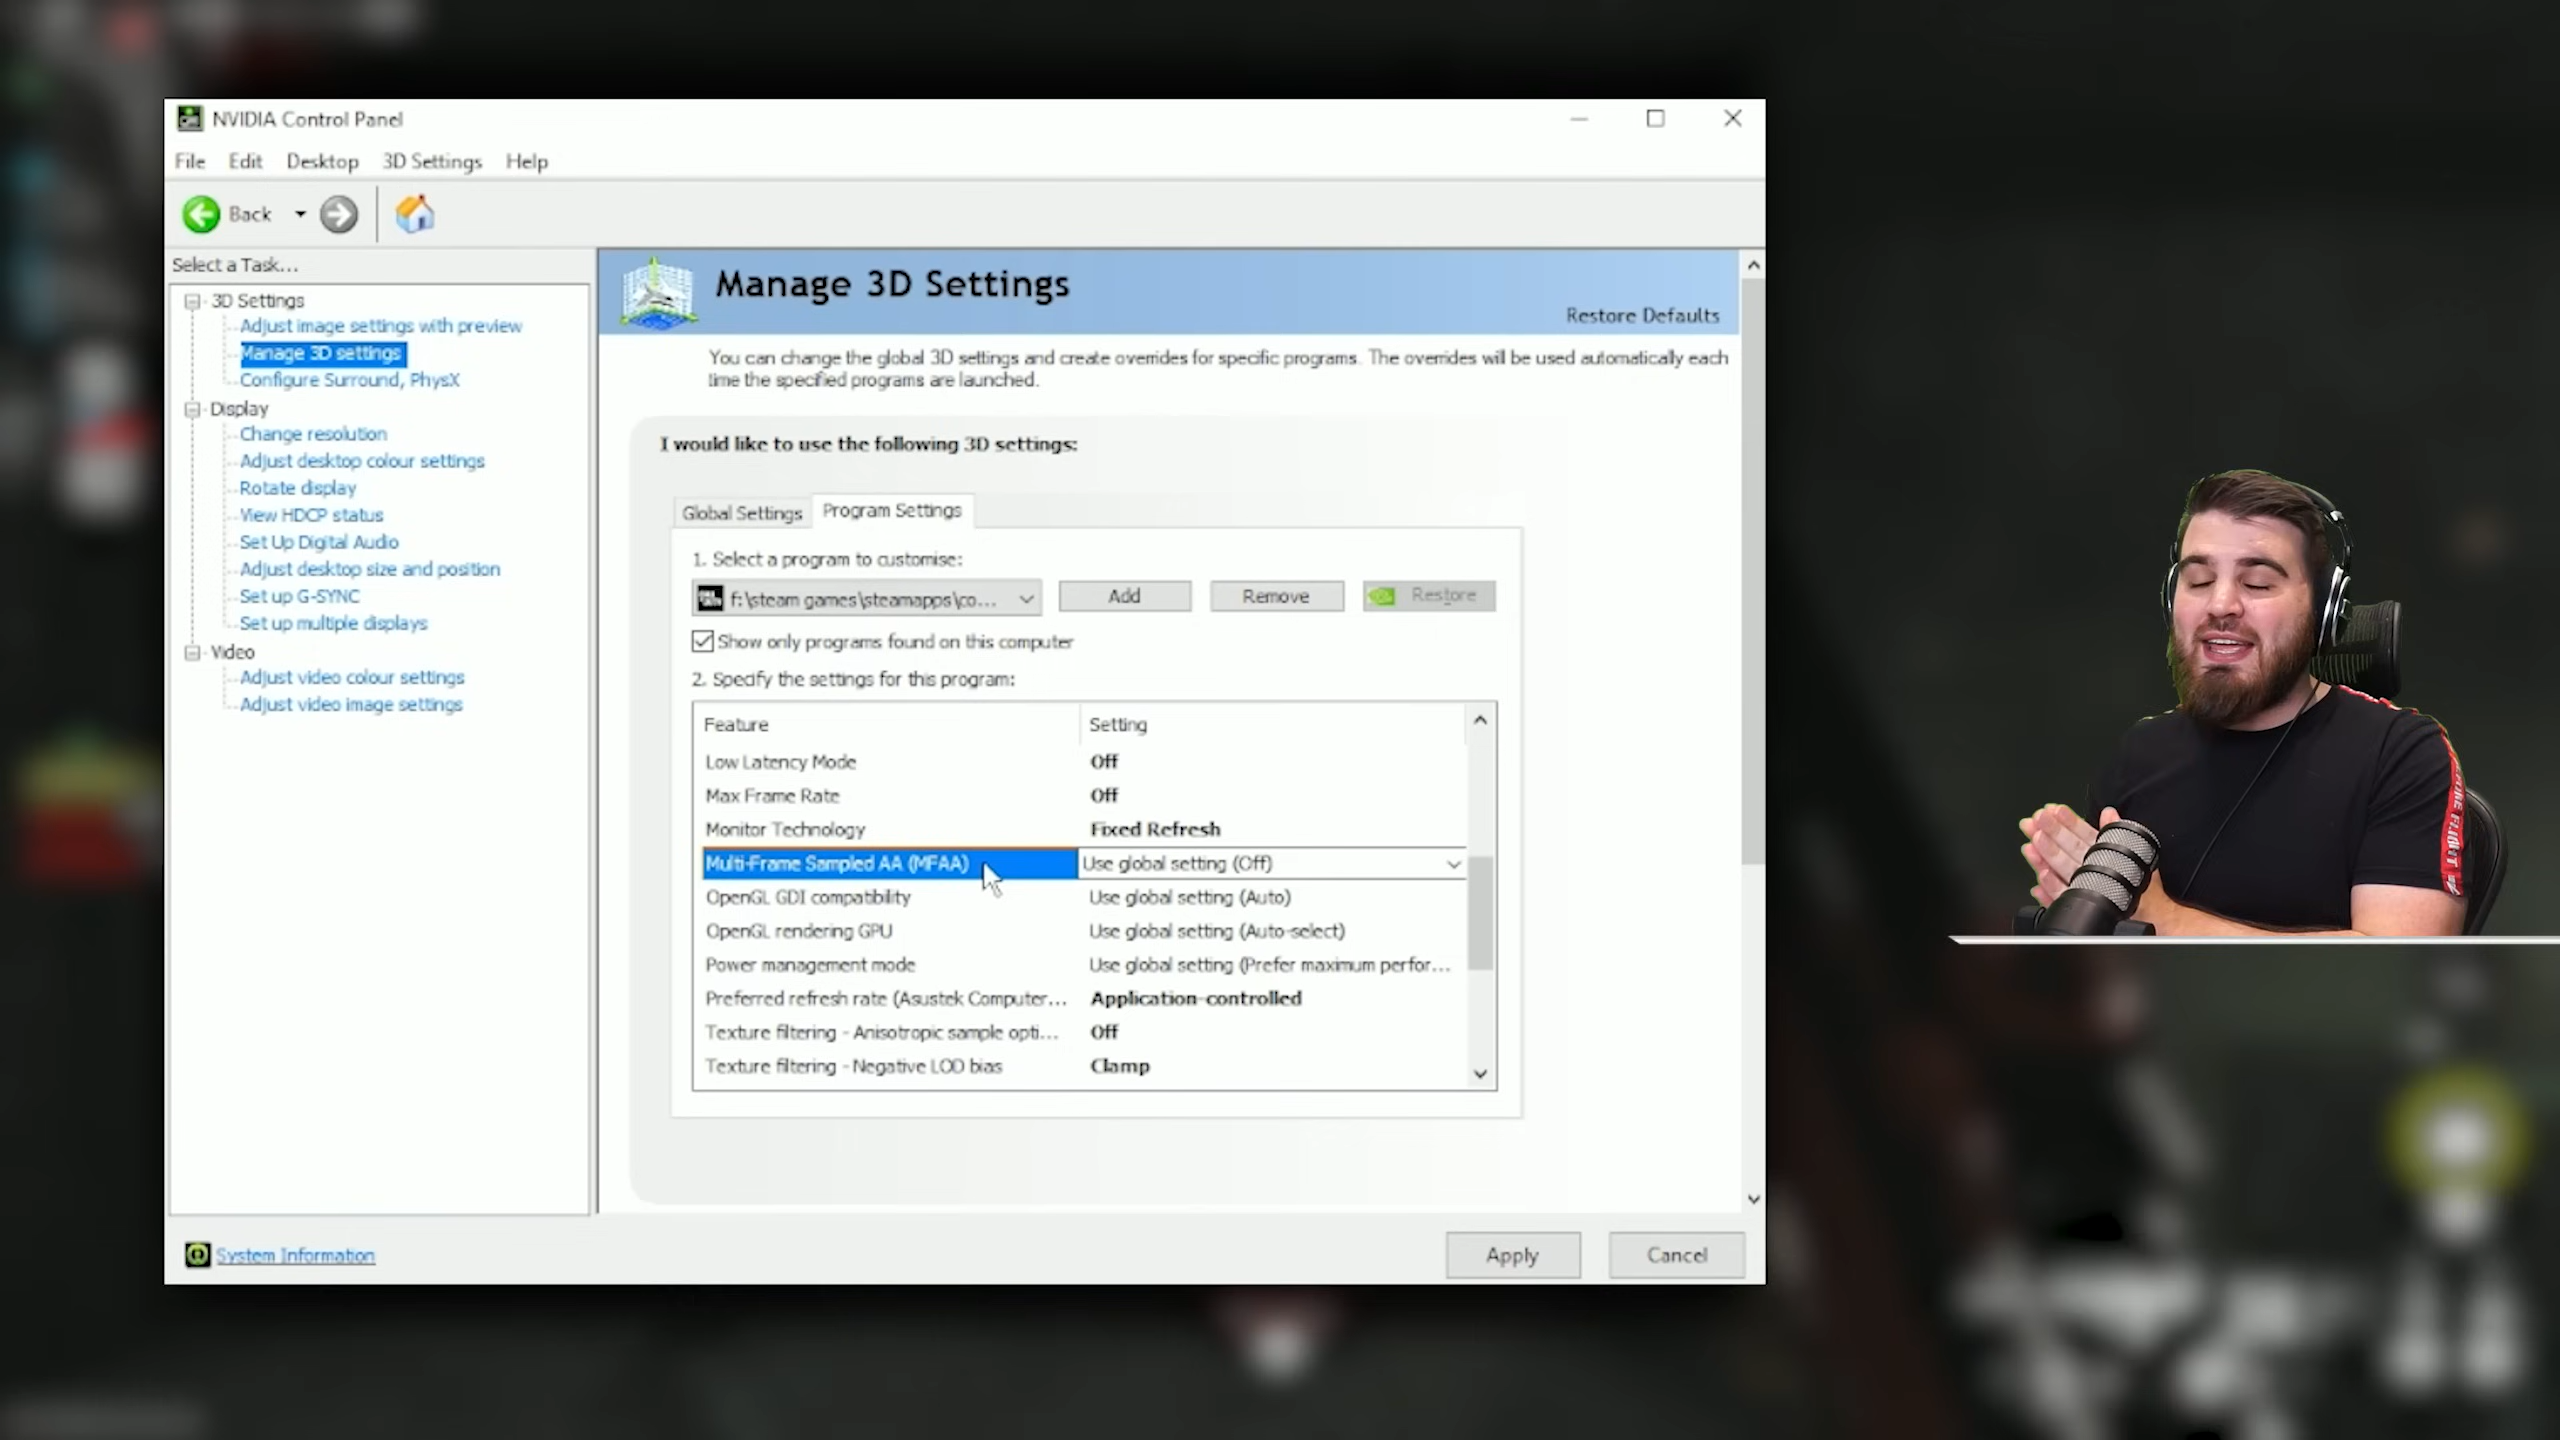 NVIDIA Control Panel
File Edit Desktop 3D Settings Help
Back
Select a Task...
3D Settings
Adjust image settings with preview
Manage 3D settings
Configure Surround, PhysX
Display
Change resolution
Adjust desktop colour settings
Rotate display
View HDCP status
Set Up Digital Audio
Adjust desktop size and position
Set up G-SYNC
Set up multiple displays
Video
Adjust video colour settings
Adjust video image settings
System Information
Manage 3D Settings
Restore Defaults
You can change the global 3D settings and create overrides for specific programs. The overrides will be used automatically each
time the specified programs are launched.
I would like to use the following 3D settings:
Global Settings Program Settings
1. Select a program to customise:
f:\steam games\steamapps\co... Add Remove Restore
Show only programs found on this computer
2. Specify the settings for this program:
Feature Setting
Low Latency Mode Off
Max Frame Rate Off
Monitor Technology Fixed Refresh
Multi-Frame Sampled AA (MFAA) Use global setting (Off)
OpenGL GDI compatibility Use global setting (Auto)
OpenGL rendering GPU Use global setting (Auto-select)
Power management mode Use global setting (Prefer maximum perfor...
Preferred refresh rate (Asustek Computer... Application-controlled
Texture filtering - Anisotropic sample opti... Off
Texture filtering - Negative LOD bias Clamp
Apply Cancel